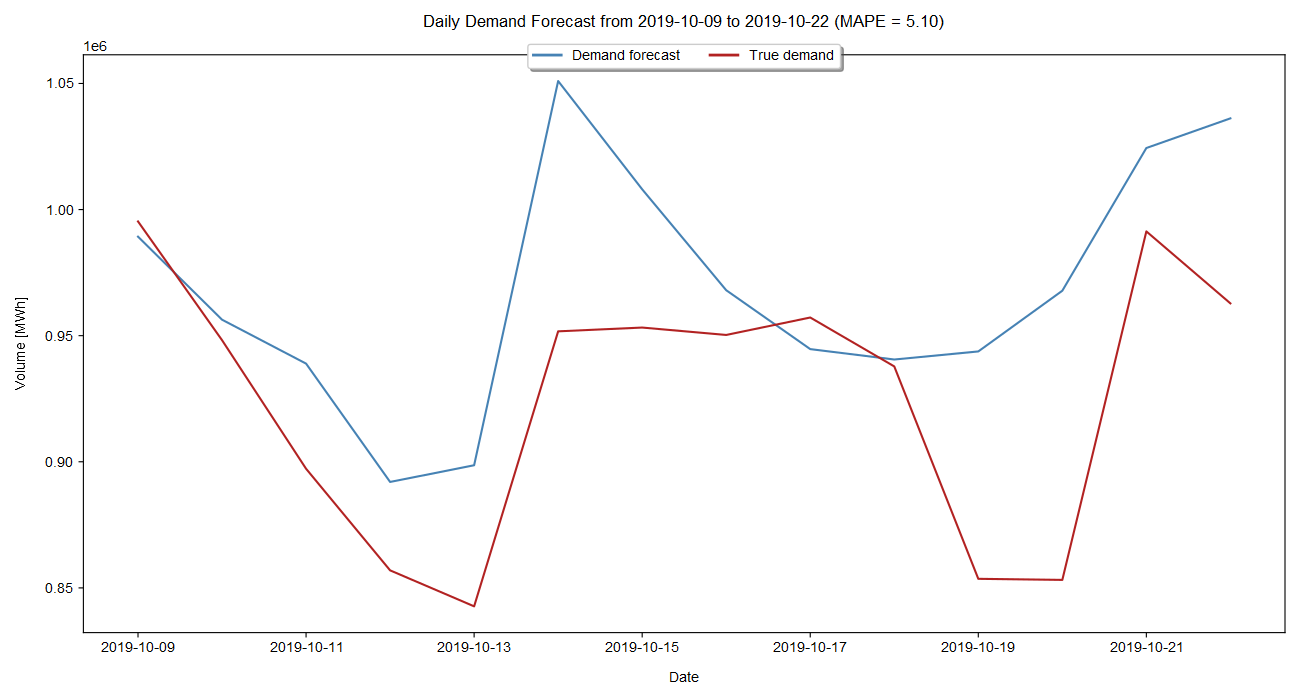 Daily Demand Forecast from 2019-10-09 to 2019-10-22 (MAPE = 5.10)
1e6
Demand forecast True demand
1.05
1.00
0.95
0.90
0.85
Volume [MWh]
2019-10-09 2019-10-11 2019-10-13 2019-10-15 2019-10-17 2019-10-19 2019-10-21
Date